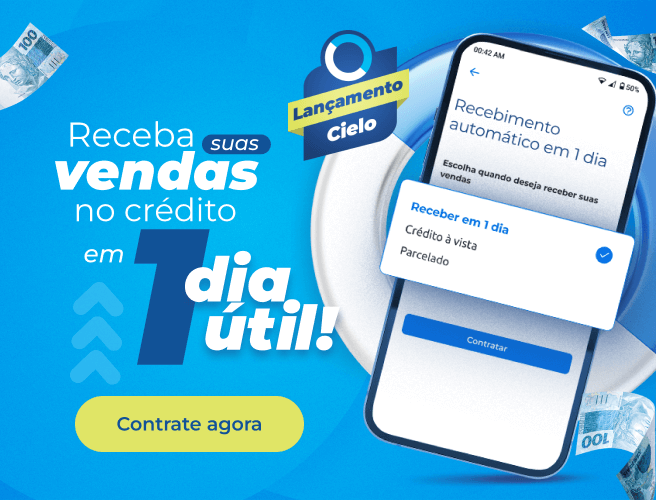 100
Lançamento
Cielo
Receba suas
vendas
no crédito
em 1 dia
útil!
Contrate agora
00:42 AM
50%
Recebimento
automático em 1 dia
Escolha quando deseja receber suas
vendas
Receber em 1 dia
Crédito à vista
Parcelado
Contratar
100